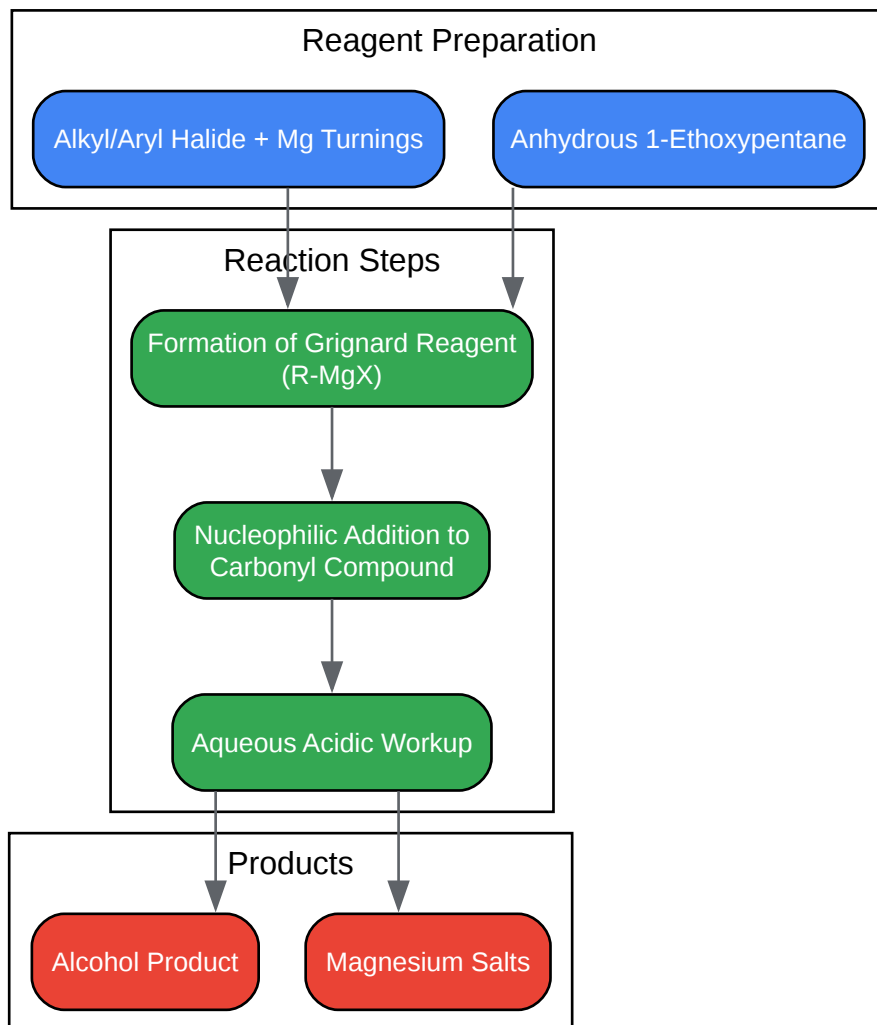 Reagent Preparation
Alkyl/Aryl Halide + Mg Turnings
Anhydrous 1-Ethoxypentane
Reaction Steps
Formation of Grignard Reagent
(R-MgX)
Nucleophilic Addition to
Carbonyl Compound
Aqueous Acidic Workup
Products
Alcohol Product
Magnesium Salts